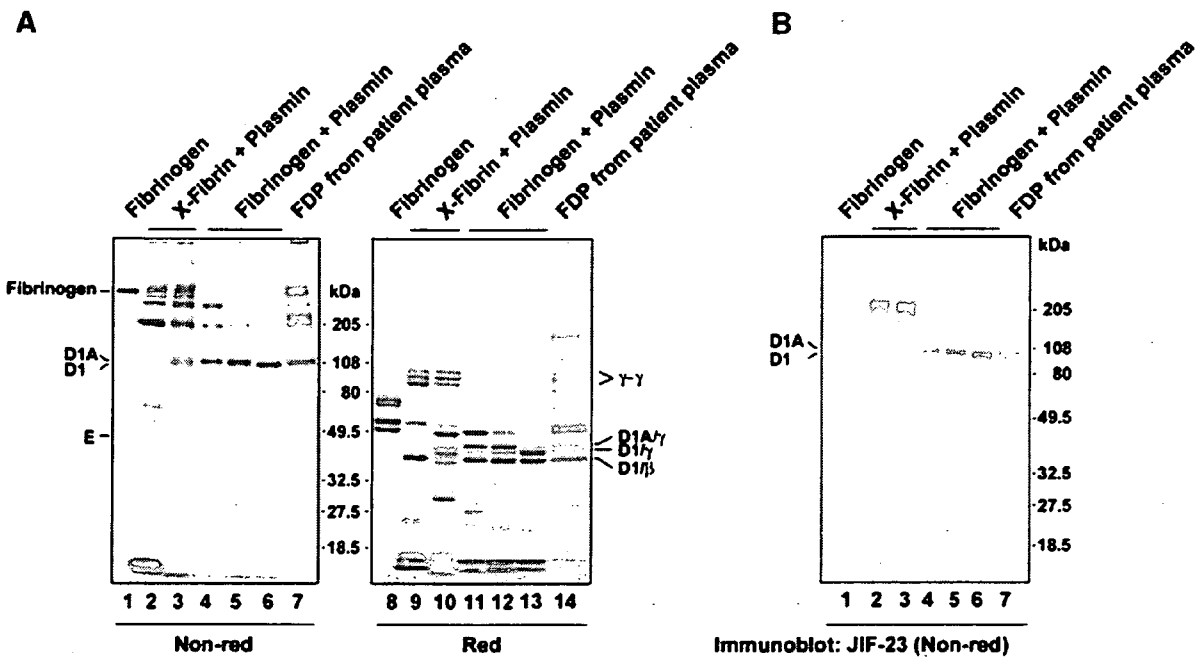 A
B
Fibrinogen
X-Fibrin + Plasmin
Fibrinogen + Plasmin
FDP from patient plasma
Fibrinogen
X-Fibrin + Plasmin
Fibrinogen + Plasmin
FDP from patient plasma
Fibrinogen
X-Fibrin + Plasmin
Fibrinogen + Plasmin
FDP from patient plasma
Fibrinogen
D1A
D1
E
kDa
205
108
80
49.5
32.5
27.5
18.5
γ-γ
D1A/γ
D1/γ
D1/β
D1A
D1
kDa
205
108
80
49.5
32.5
27.5
18.5
1 2 3 4 5 6 7
8 9 10 11 12 13 14
1 2 3 4 5 6 7
Non-red
Red
Immunoblot: JIF-23 (Non-red)